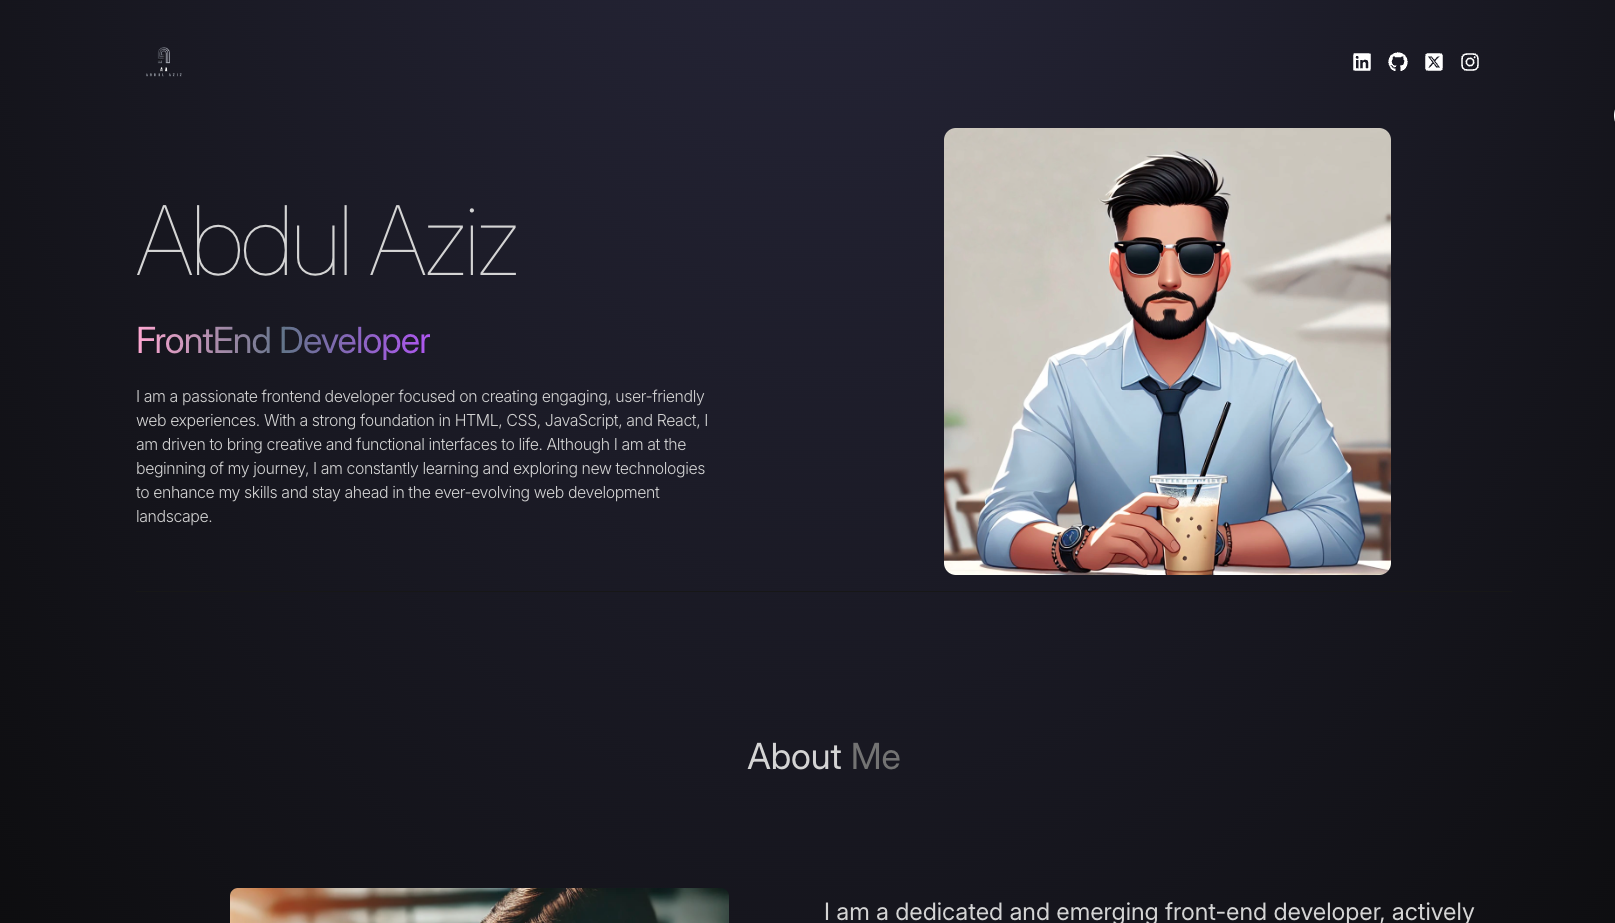 ABDUL AZIZ
Abdul Aziz
FrontEnd Developer
I am a passionate frontend developer focused on creating engaging, user-friendly
web experiences. With a strong foundation in HTML, CSS, JavaScript, and React, I
am driven to bring creative and functional interfaces to life. Although I am at the
beginning of my journey, I am constantly learning and exploring new technologies
to enhance my skills and stay ahead in the ever-evolving web development
landscape.
About Me
I am a dedicated and emerging front-end developer, actively